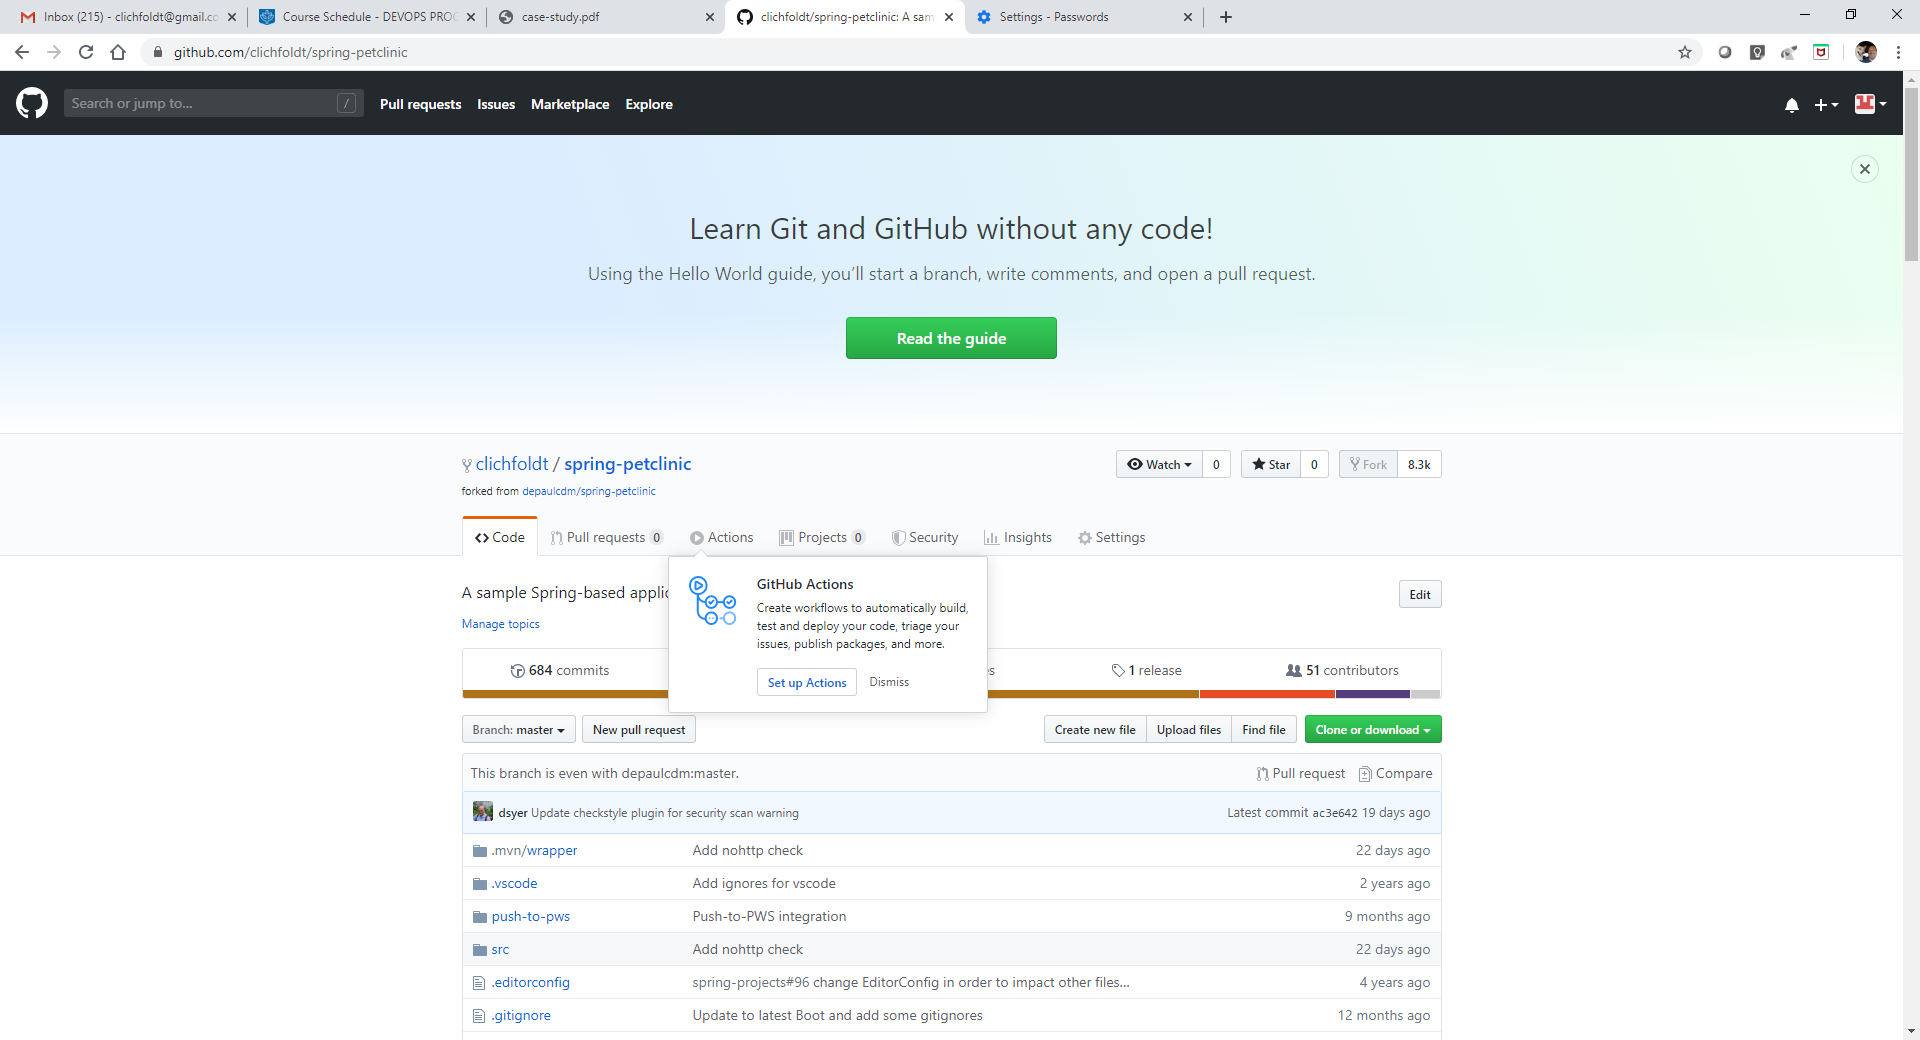 Inbox (215) - clichfoldt@gmail.co
Course Schedule - DEVOPS PROC
case-study.pdf
clichfoldt/spring-petclinic: A sam
Settings - Passwords
github.com/clichfoldt/spring-petclinic
Search or jump to...
/
Pull requests
Issues
Marketplace
Explore
Learn Git and GitHub without any code!
Using the Hello World guide, you’ll start a branch, write comments, and open a pull request.
Read the guide
clichfoldt / spring-petclinic
Watch 0
Star 0
Fork 8.3k
forked from depaulcdm/spring-petclinic
Code
Pull requests 0
Actions
Projects 0
Security
Insights
Settings
GitHub Actions
Create workflows to automatically build,
test and deploy your code, triage your
issues, publish packages, and more.
Set up Actions
Dismiss
A sample Spring-based applic
Edit
Manage topics
684 commits
es
1 release
51 contributors
Branch: master
New pull request
Create new file
Upload files
Find file
Clone or download
This branch is even with depaulcdm:master.
Pull request
Compare
dsyer Update checkstyle plugin for security scan warning
Latest commit ac3e642 19 days ago
.mvn/wrapper Add nohttp check 22 days ago
.vscode Add ignores for vscode 2 years ago
push-to-pws Push-to-PWS integration 9 months ago
src Add nohttp check 22 days ago
.editorconfig spring-projects#96 change EditorConfig in order to impact other files... 4 years ago
.gitignore Update to latest Boot and add some gitignores 12 months ago